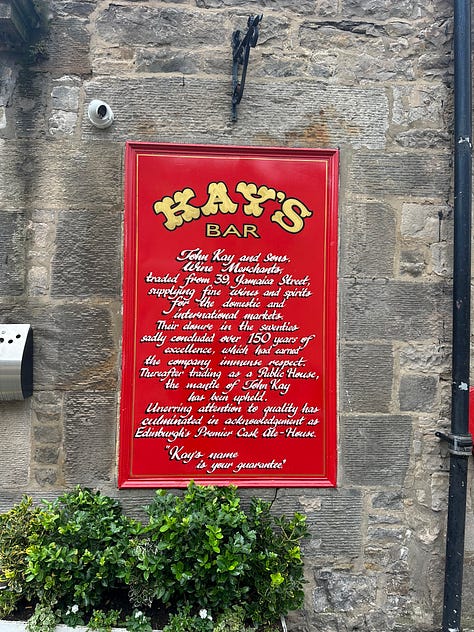 KAY'S
BAR
John Kay and Sons.
Wine Merchants,
traded from 39, Jamaica Street,
supplying fine wines and spirits
for the domestic and
international markets.
Their closure in the seventies
sadly concluded over 150 years of
excellence, which had earned
the company immense respect.
Thereafter trading as a Public House,
the mantle of John Kay
has been upheld.
Unerring attention to quality has
culminated in acknowledgement as
Edinburgh's Premier Cask Ale-House.
"Kay's name
is your guarantee."